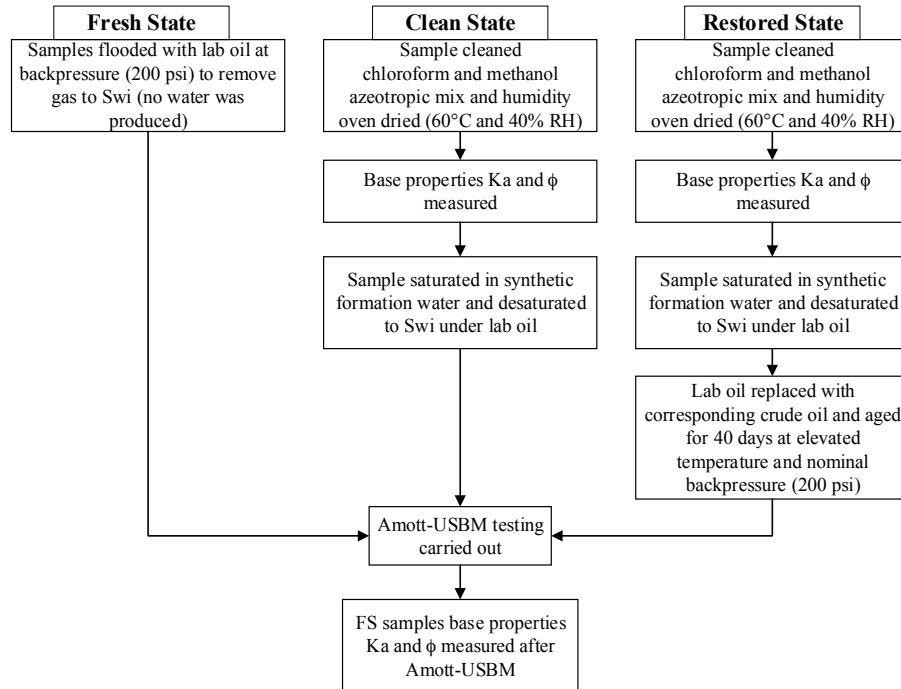 Fresh State
Samples flooded with lab oil at
backpressure (200 psi) to remove
gas to Swi (no water was
produced)
Clean State
Sample cleaned
chloroform and methanol
azeotropic mix and humidity
oven dried (60°C and 40% RH)
Base properties Ka and ϕ
measured
Sample saturated in synthetic
formation water and desaturated
to Swi under lab oil
Restored State
Sample cleaned
chloroform and methanol
azeotropic mix and humidity
oven dried (60°C and 40% RH)
Base properties Ka and ϕ
measured
Sample saturated in synthetic
formation water and desaturated
to Swi under lab oil
Lab oil replaced with
corresponding crude oil and aged
for 40 days at elevated
temperature and nominal
backpressure (200 psi)
Amott-USBM testing
carried out
FS samples base properties
Ka and ϕ measured after
Amott-USBM